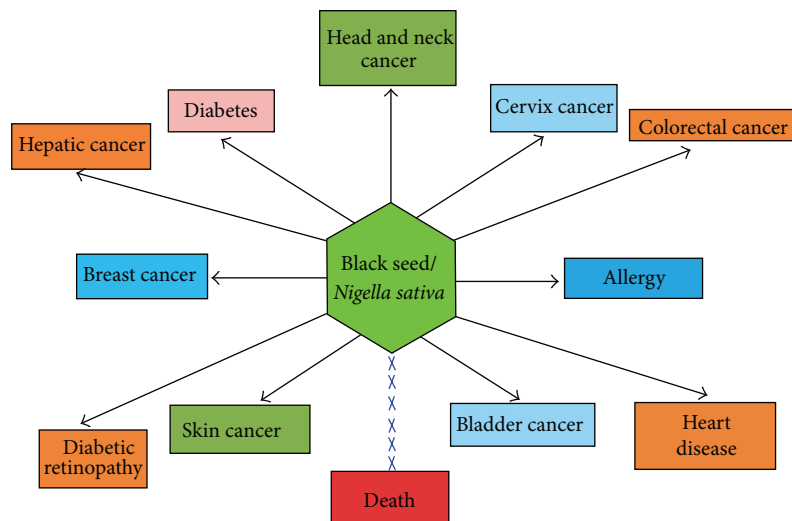 Head and neck
cancer
Diabetes
Cervix cancer
Colorectal cancer
Hepatic cancer
Black seed/
Nigella sativa
Breast cancer
Allergy
Diabetic
retinopathy
Skin cancer
Bladder cancer
Heart
disease
Death